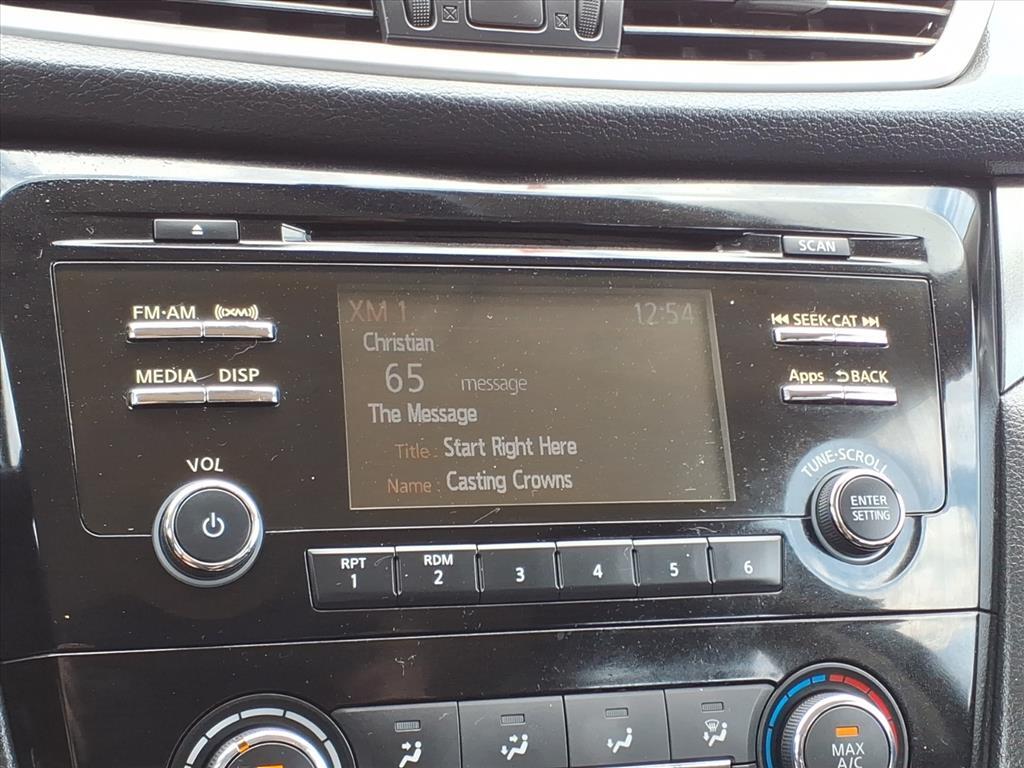 SCAN
FM·AM ((XM))
MEDIA DISP
VOL
XM 1 12:54
Christian
65 message
The Message
Title: Start Right Here
Name: Casting Crowns
SEEK·CAT
Apps BACK
TUNE·SCROLL
ENTER
SETTING
RPT
1
RDM
2
3
4
5
6
MAX
A/C